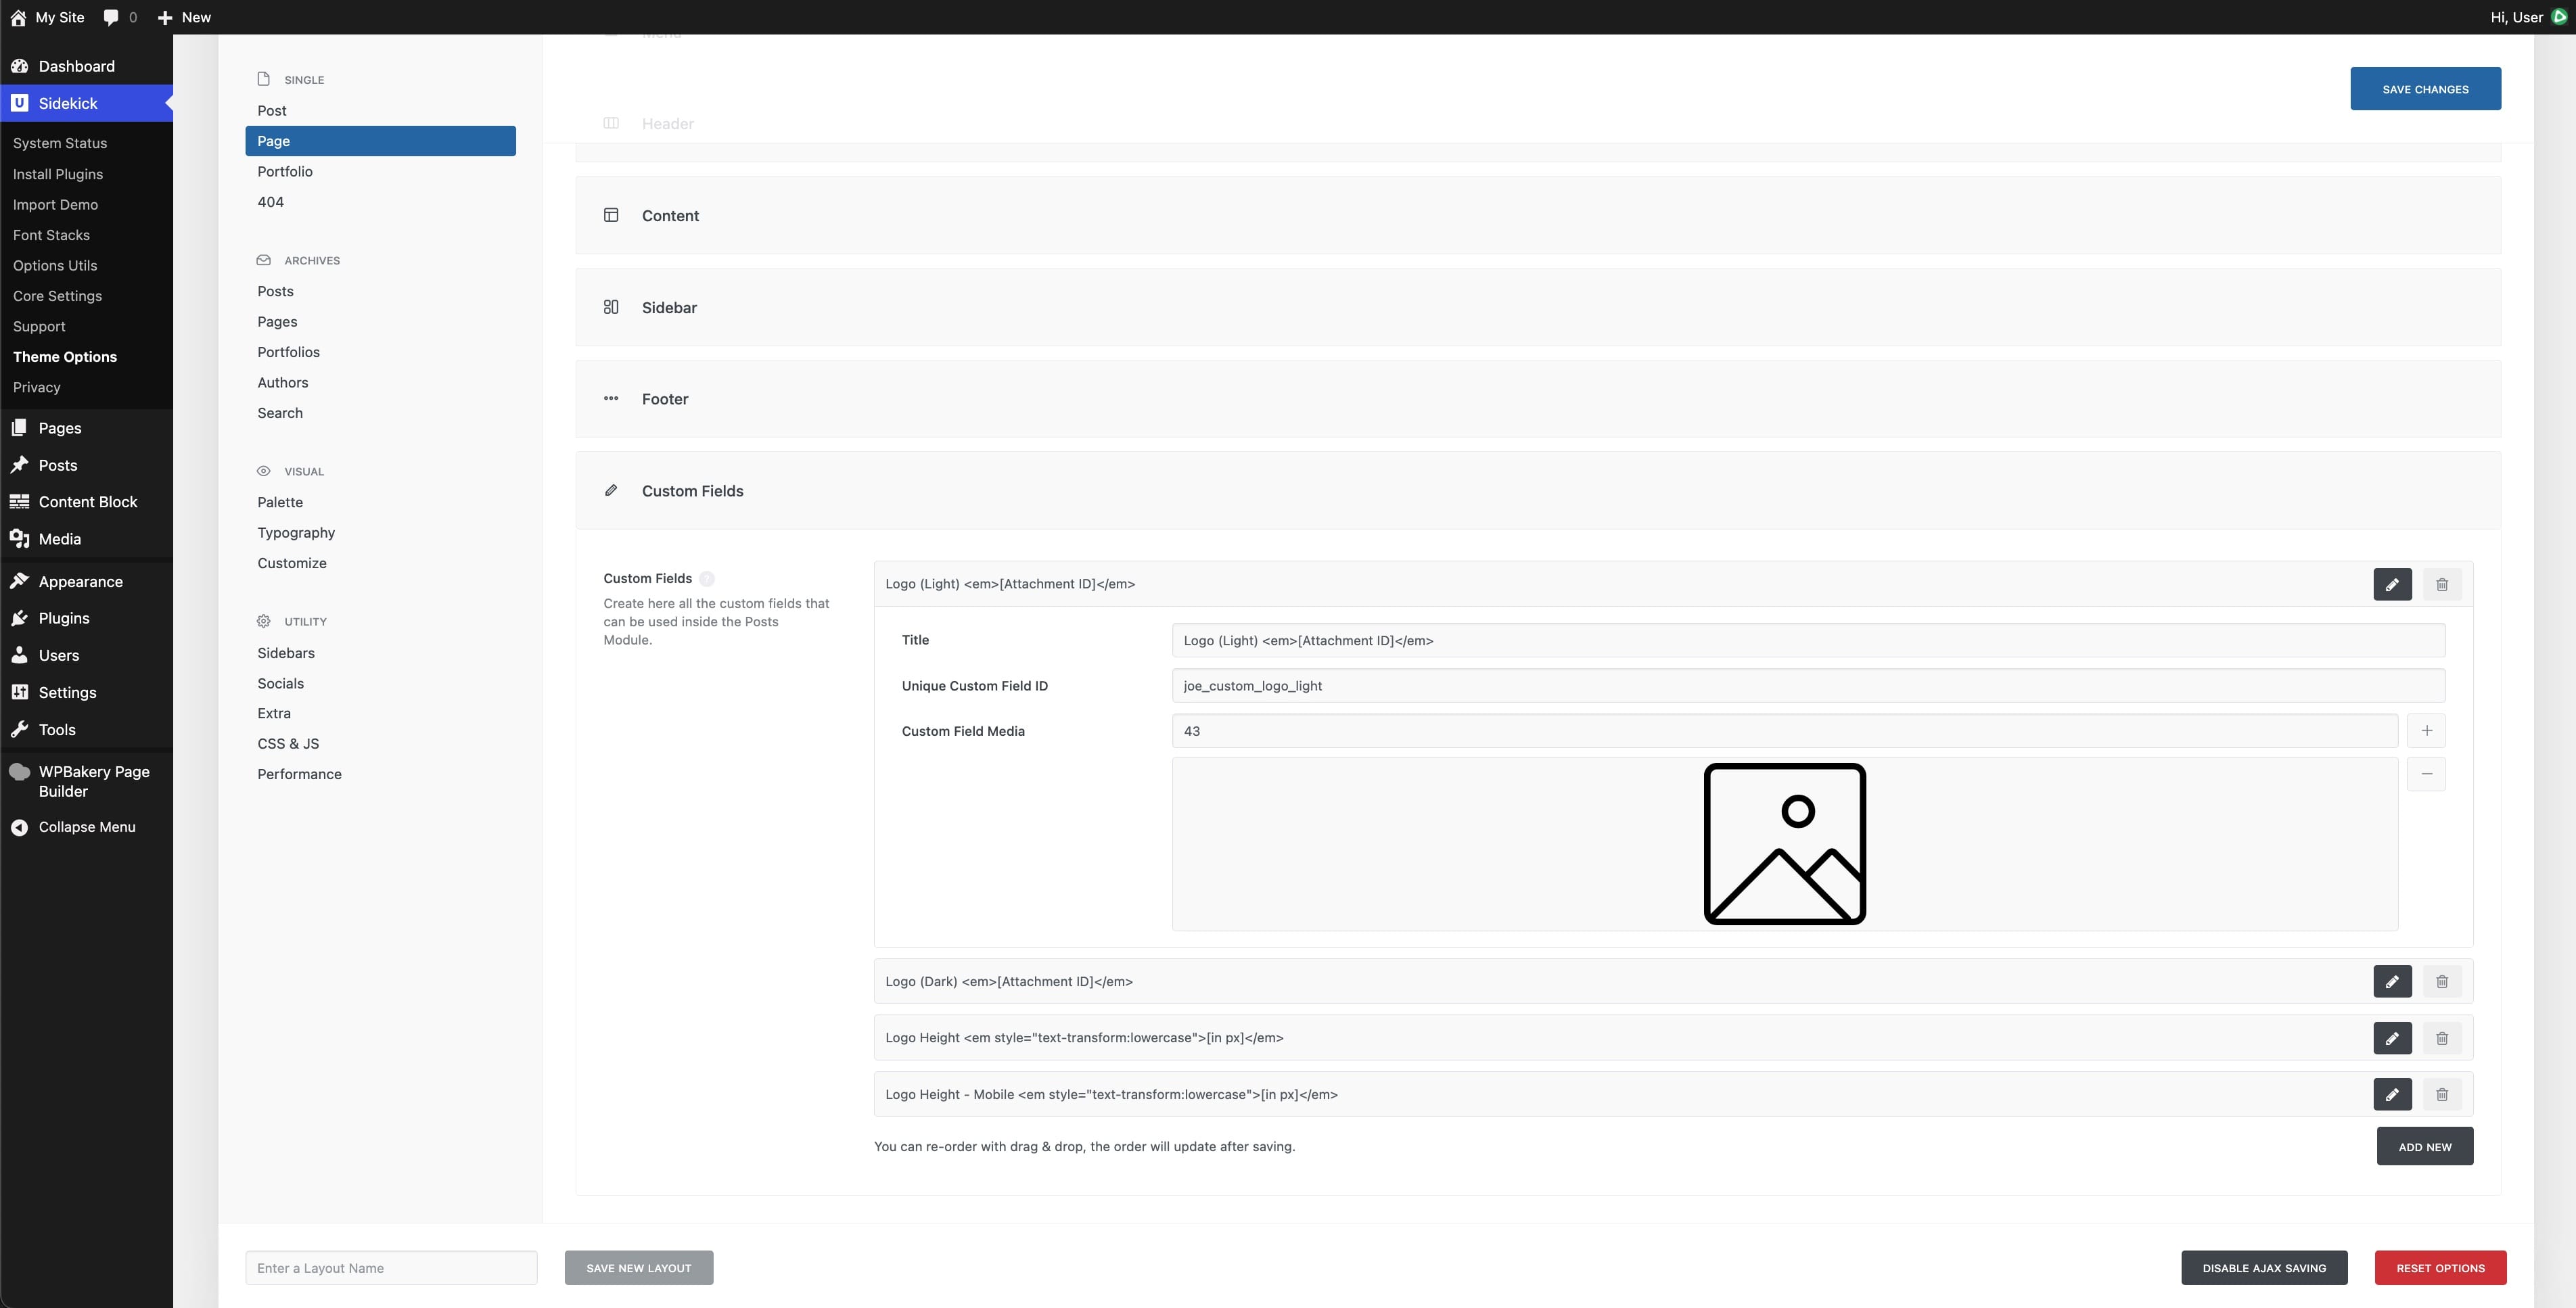 My Site
0
New
Hi, User
Dashboard
Sidekick
System Status
Install Plugins
Import Demo
Font Stacks
Options Utils
Core Settings
Support
Theme Options
Privacy
Pages
Posts
Content Block
Media
Appearance
Plugins
Users
Settings
Tools
WPBakery Page
Builder
Collapse Menu
SINGLE
Post
Page
Portfolio
404
ARCHIVES
Posts
Pages
Portfolios
Authors
Search
VISUAL
Palette
Typography
Customize
UTILITY
Sidebars
Socials
Extra
CSS & JS
Performance
Menu
SAVE CHANGES
Header
Content
Sidebar
Footer
Custom Fields
Custom Fields ?
Create here all the custom fields that
can be used inside the Posts
Module.
Logo (Light) <em>[Attachment ID]</em>
Title
Logo (Light) <em>[Attachment ID]</em>
Unique Custom Field ID
joe_custom_logo_light
Custom Field Media
43
Logo (Dark) <em>[Attachment ID]</em>
Logo Height <em style="text-transform:lowercase">[in px]</em>
Logo Height - Mobile <em style="text-transform:lowercase">[in px]</em>
You can re-order with drag & drop, the order will update after saving.
ADD NEW
Enter a Layout Name
SAVE NEW LAYOUT
DISABLE AJAX SAVING
RESET OPTIONS